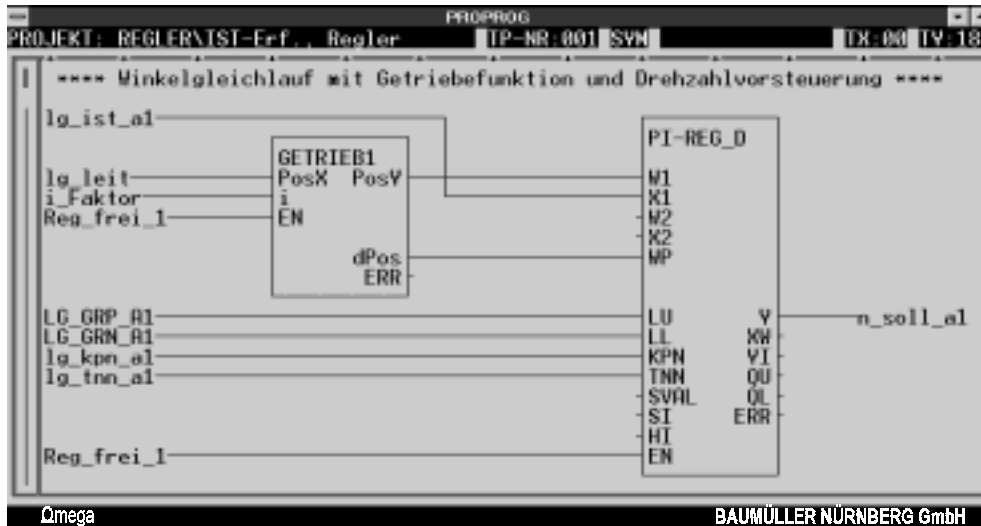 PROPROG
PROJEKT: REGLER\IST-Erf., Regler TP-NR:001 SYM TX:00 TY:18
**** Winkelgleichlauf mit Getriebefunktion und Drehzahlvorsteuerung ****
lg_ist_a1
PI-REG_D
GETRIEB1
lg_leit PosX PosY W1
i_Faktor i X1
Reg_frei_1 EN W2
X2
dPos WP
ERR
LG_GRP_A1 LU Y n_soll_a1
LG_GRN_A1 LL XW
lg_kpn_a1 KPN YI
lg_tnn_a1 TNN QU
SVAL QL
SI ERR
HI
Reg_frei_1 EN
Ωmega BAUMÜLLER NÜRNBERG GmbH